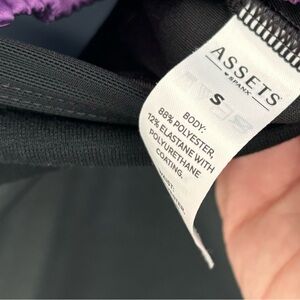 ASSETS
♥ SPANX
S
BODY:
88% POLYESTER,
12% ELASTANE WITH
POLYURETHANE
COATING.